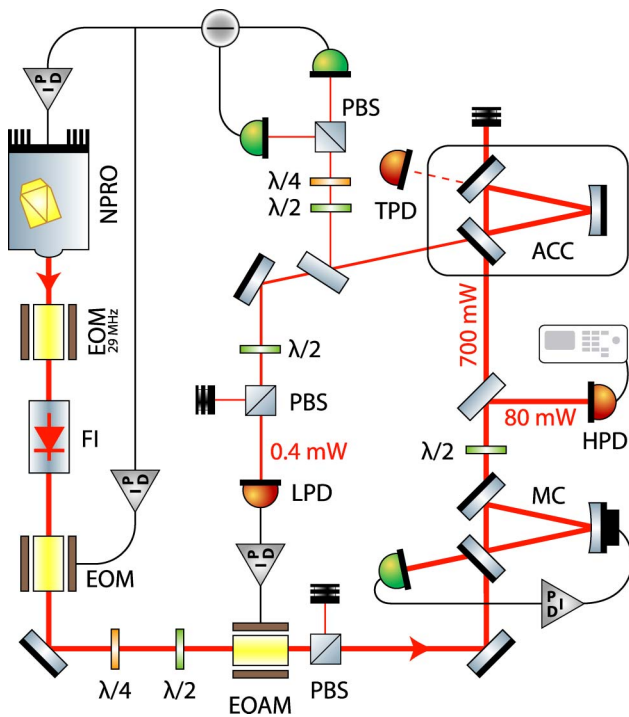 P
I
D
NPRO
EOM
29 MHz
FI
P
I
D
EOM
λ/4
λ/2
EOAM
PBS
PBS
λ/4
λ/2
TPD
ACC
λ/2
PBS
0.4 mW
LPD
P
I
D
700 mW
80 mW
HPD
λ/2
MC
P
I
D